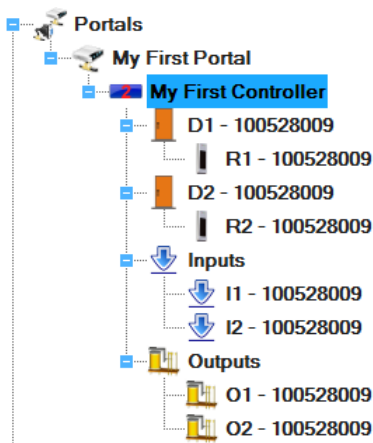 Portals
My First Portal
2 My First Controller
D1 - 100528009
R1 - 100528009
D2 - 100528009
R2 - 100528009
Inputs
I1 - 100528009
I2 - 100528009
Outputs
O1 - 100528009
O2 - 100528009